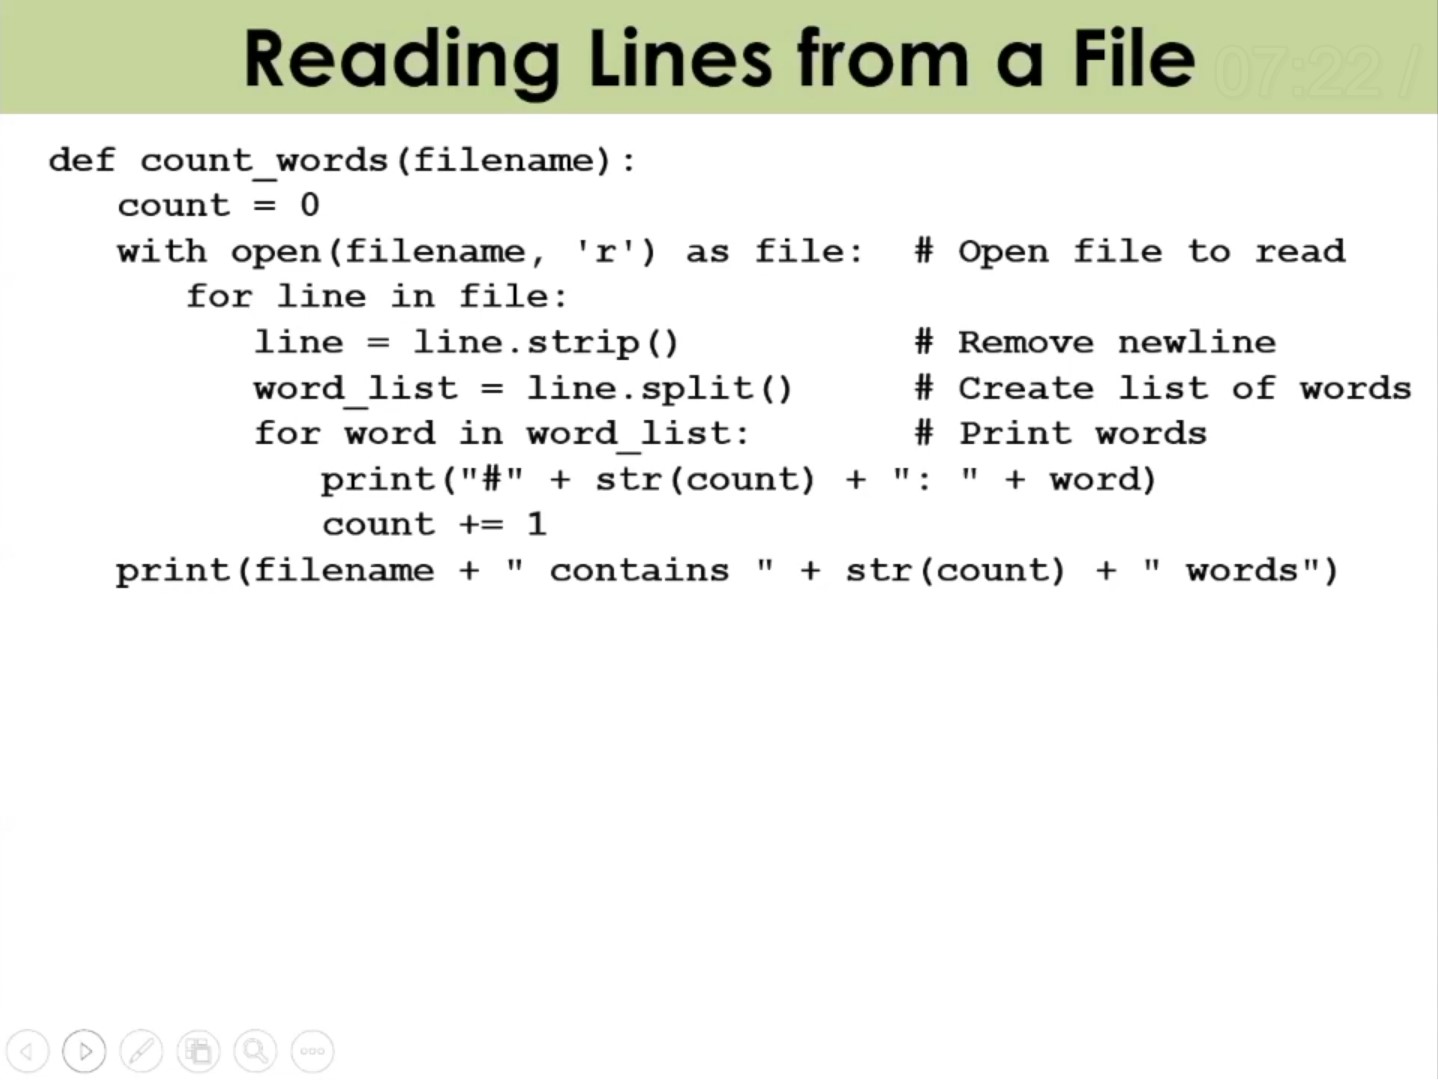 Reading Lines from a File
07:22 /
def count_words(filename):
   count = 0
   with open(filename, 'r') as file:  # Open file to read
      for line in file:
         line = line.strip()          # Remove newline
         word_list = line.split()     # Create list of words
         for word in word_list:       # Print words
            print("#" + str(count) + ": " + word)
            count += 1
   print(filename + " contains " + str(count) + " words")